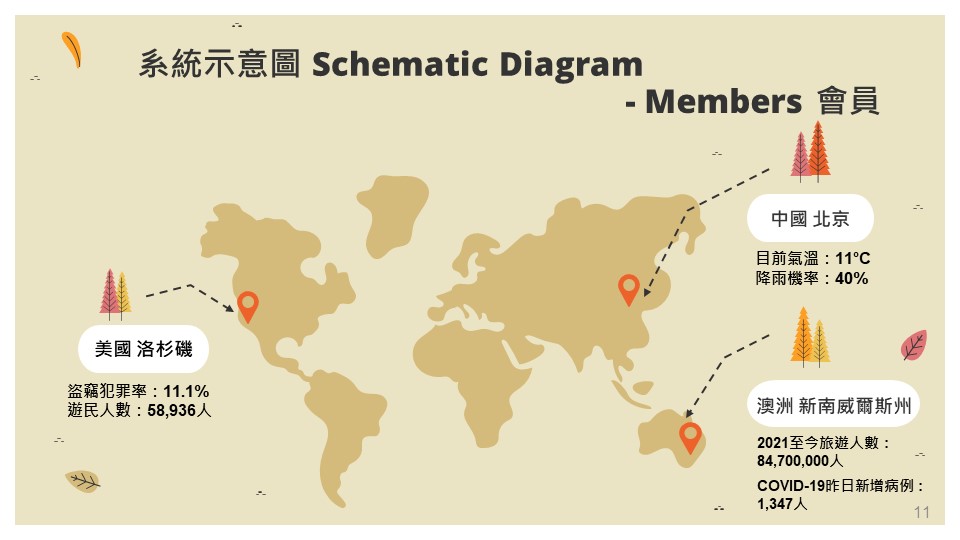 系統示意圖 Schematic Diagram
- Members 會員
中國 北京
目前氣溫：11°C
降雨機率：40%
美國 洛杉磯
盜竊犯罪率：11.1%
遊民人數：58,936人
澳洲 新南威爾斯州
2021至今旅遊人數：
84,700,000人
COVID-19昨日新增病例：
1,347人
11